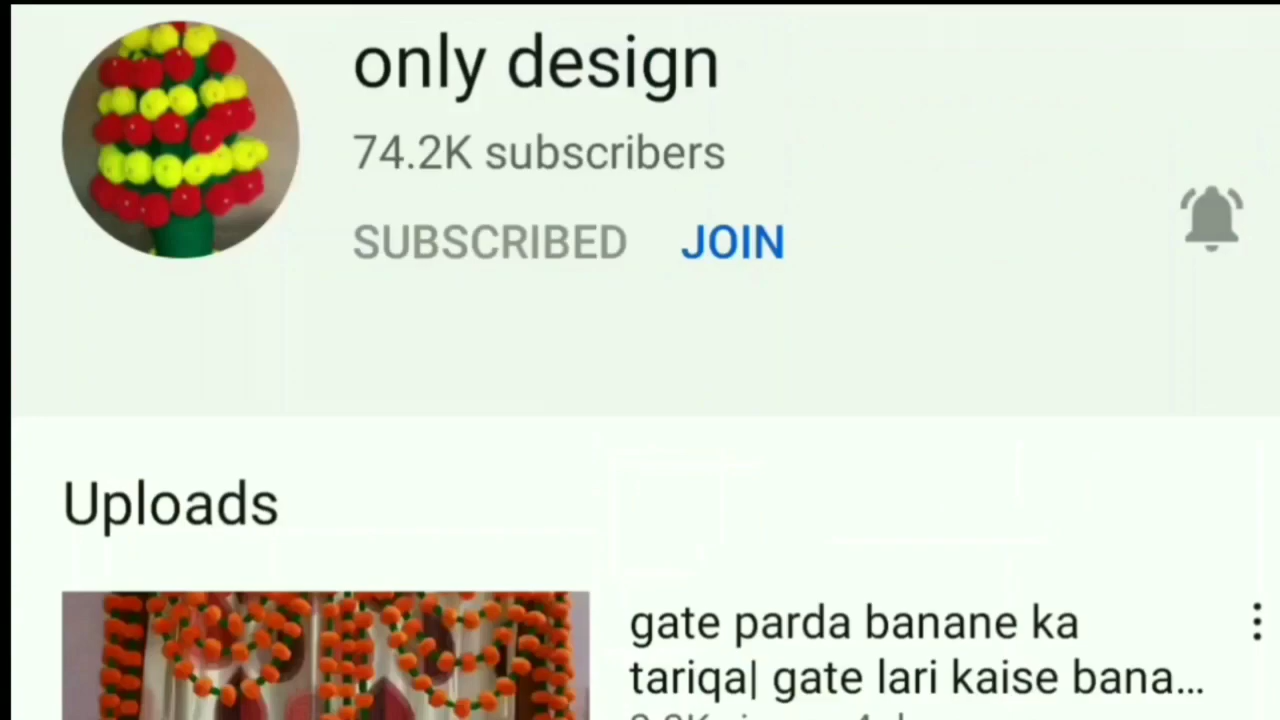 only design
74.2K subscribers
SUBSCRIBED JOIN
Uploads
gate parda banane ka
tariqa| gate lari kaise bana...